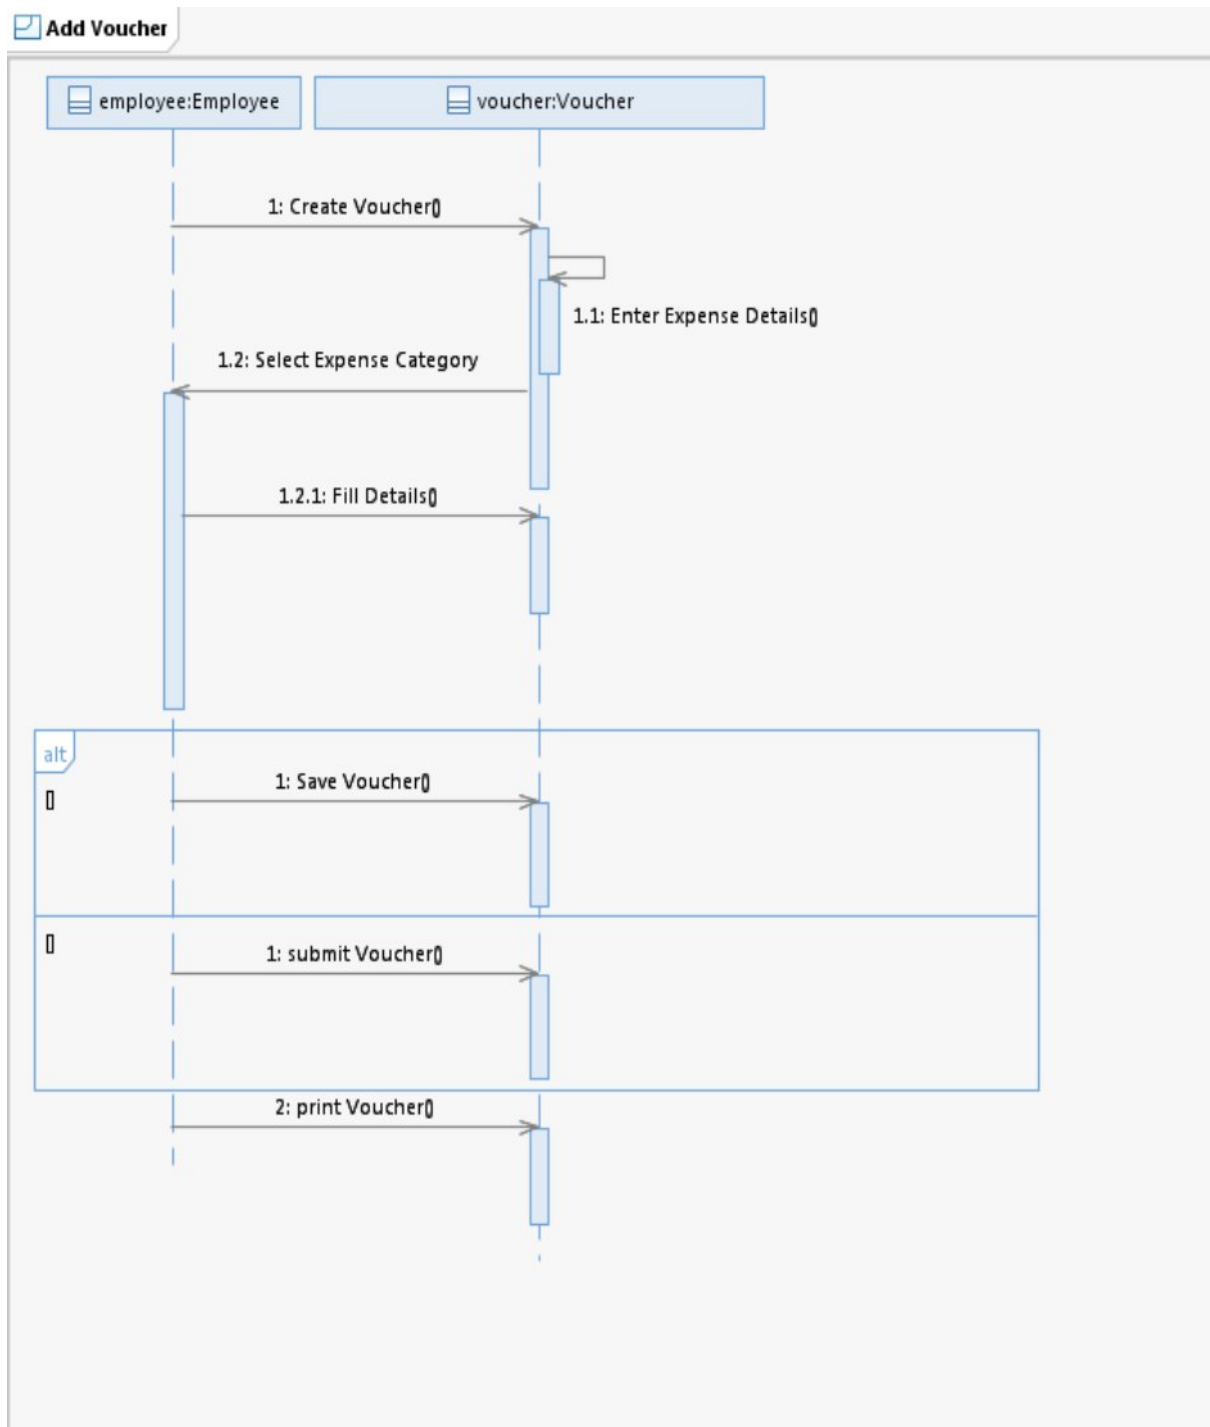 Add Voucher
employee:Employee
voucher:Voucher
1: Create Voucher()
1.1: Enter Expense Details()
1.2: Select Expense Category
1.2.1: Fill Details()
alt
[]
1: Save Voucher()
[]
1: submit Voucher()
2: print Voucher()